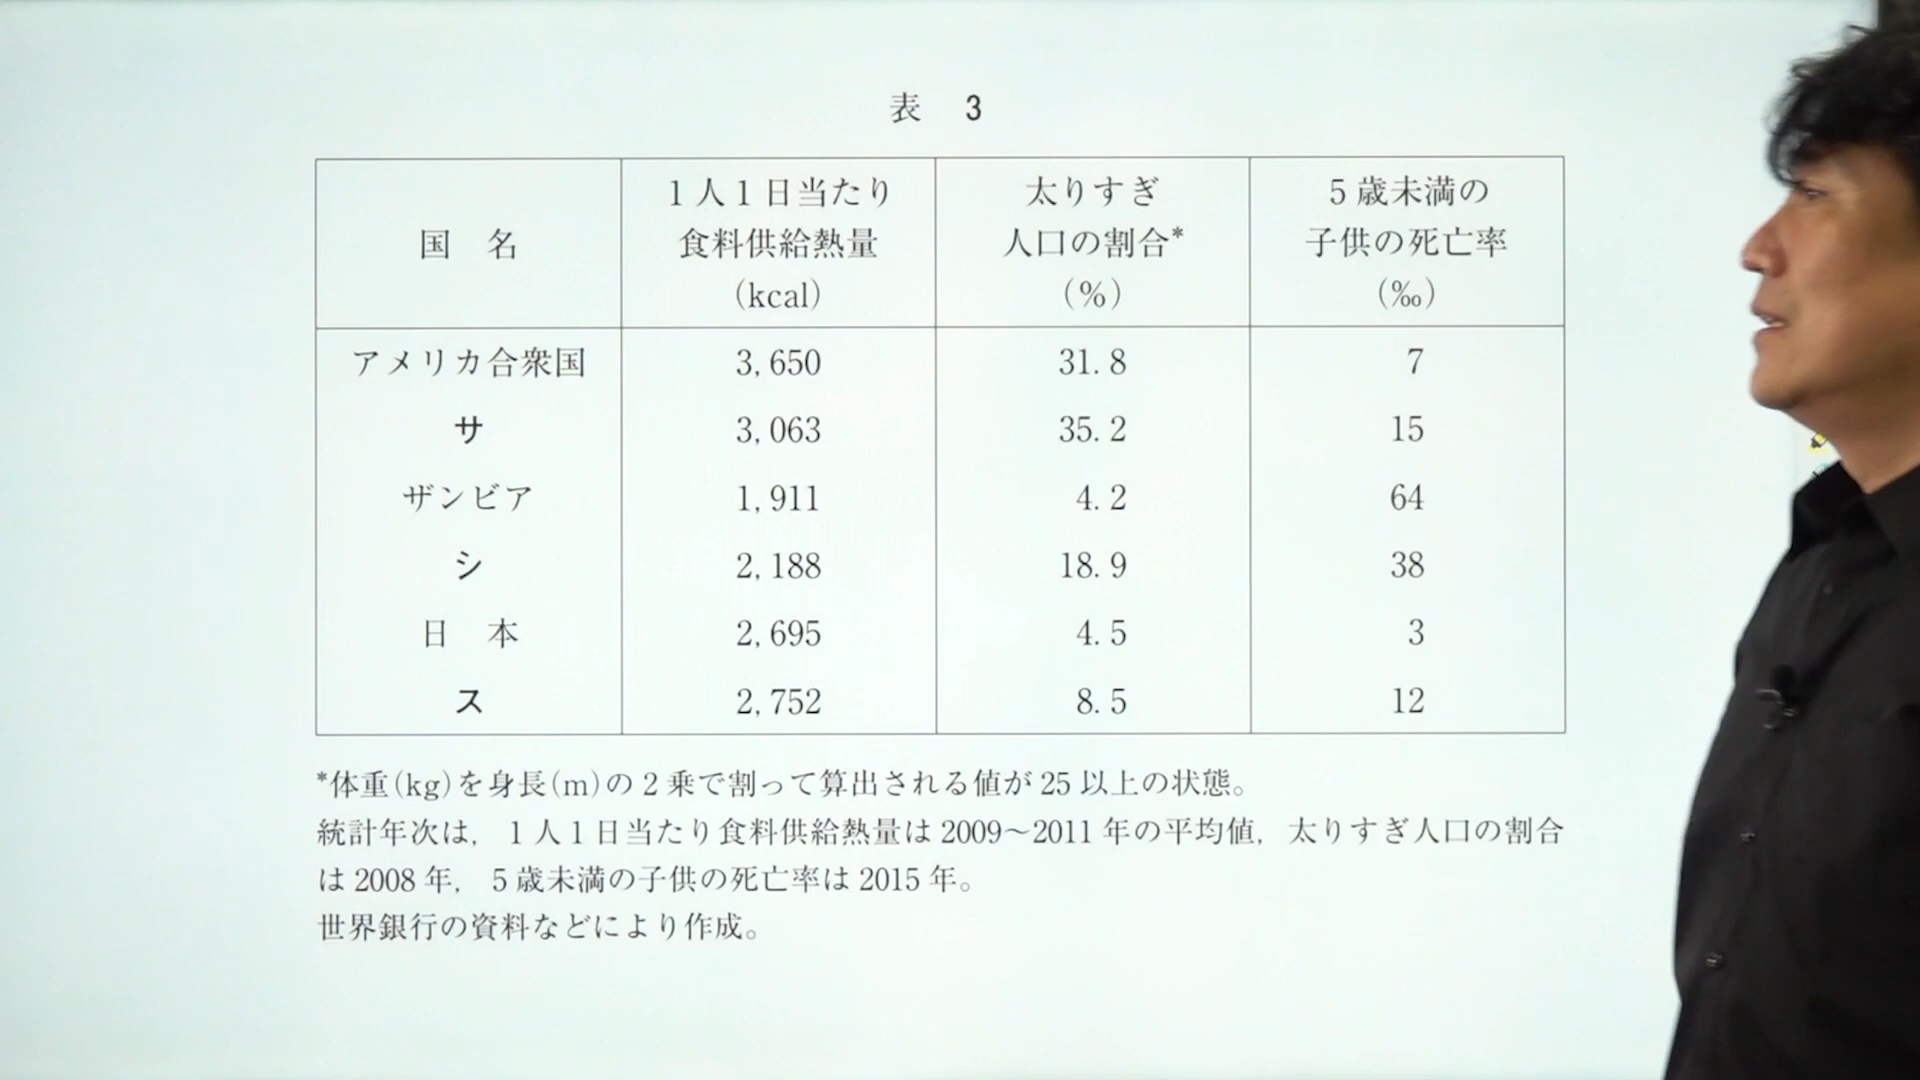 表 3
国 名
1人1日当たり
食料供給熱量
(kcal)
太りすぎ
人口の割合*
(%)
5歳未満の
子供の死亡率
(‰)
アメリカ合衆国 3,650 31.8 7
サ 3,063 35.2 15
ザンビア 1,911 4.2 64
シ 2,188 18.9 38
日 本 2,695 4.5 3
ス 2,752 8.5 12
*体重(kg)を身長(m)の2乗で割って算出される値が25以上の状態。
統計年次は，1人1日当たり食料供給熱量は2009〜2011年の平均値，太りすぎ人口の割合
は2008年，5歳未満の子供の死亡率は2015年。
世界銀行の資料などにより作成。